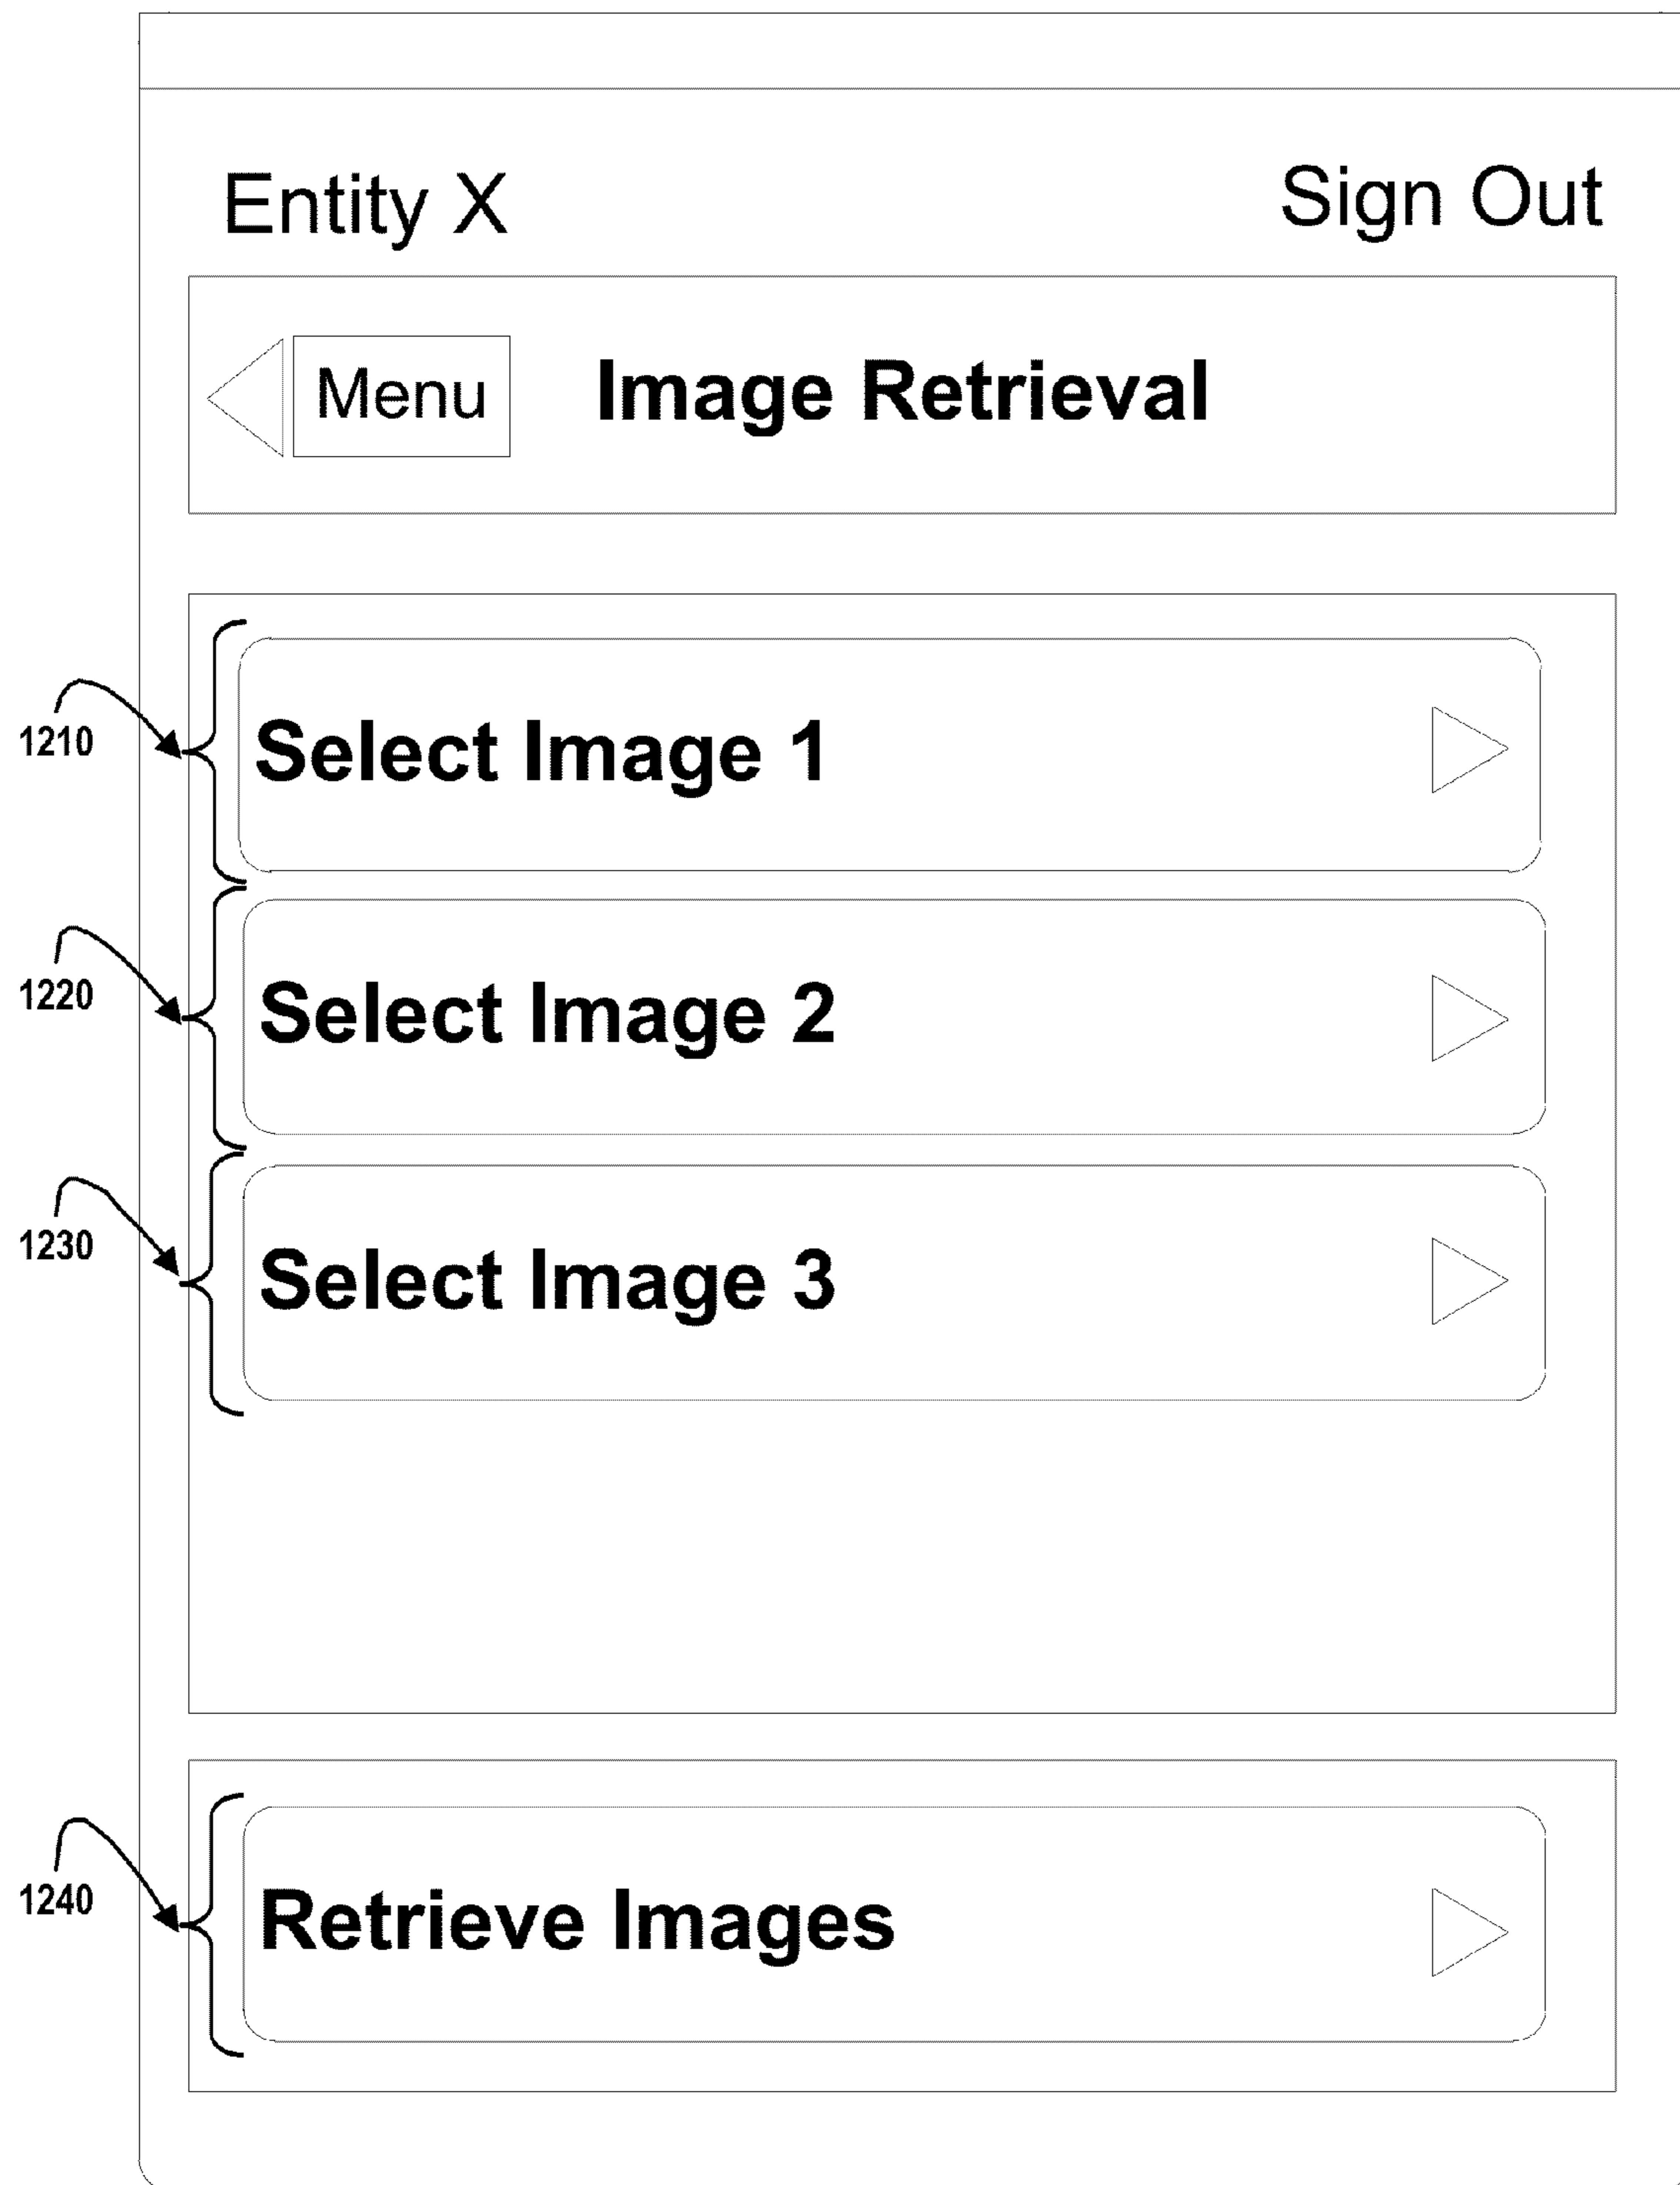 Entity X Sign Out
Menu Image Retrieval
1210 Select Image 1
1220 Select Image 2
1230 Select Image 3
1240 Retrieve Images